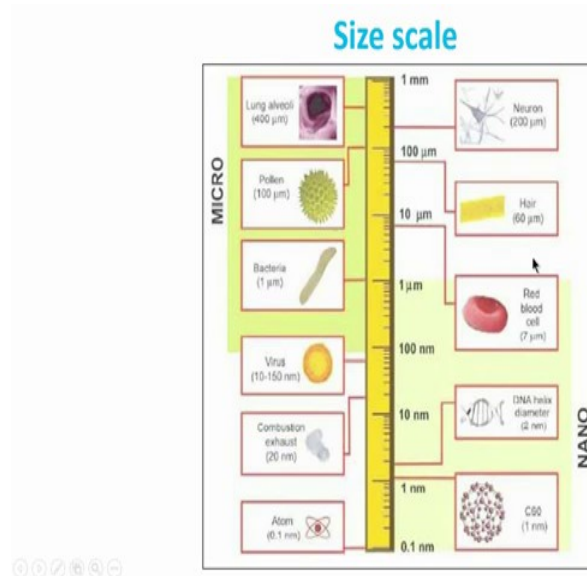 Size scale
MICRO
Lung alveoli
(400 µm)
Pollen
(100 µm)
Bacteria
(1 µm)
Virus
(10-150 nm)
Combustion
exhaust
(20 nm)
Atom
(0.1 nm)
1 mm
100 µm
10 µm
1 µm
100 nm
10 nm
1 nm
0.1 nm
Neuron
(200 µm)
Hair
(60 µm)
Red
blood
cell
(7 µm)
DNA helix
diameter
(2 nm)
C60
(1 nm)
NANO